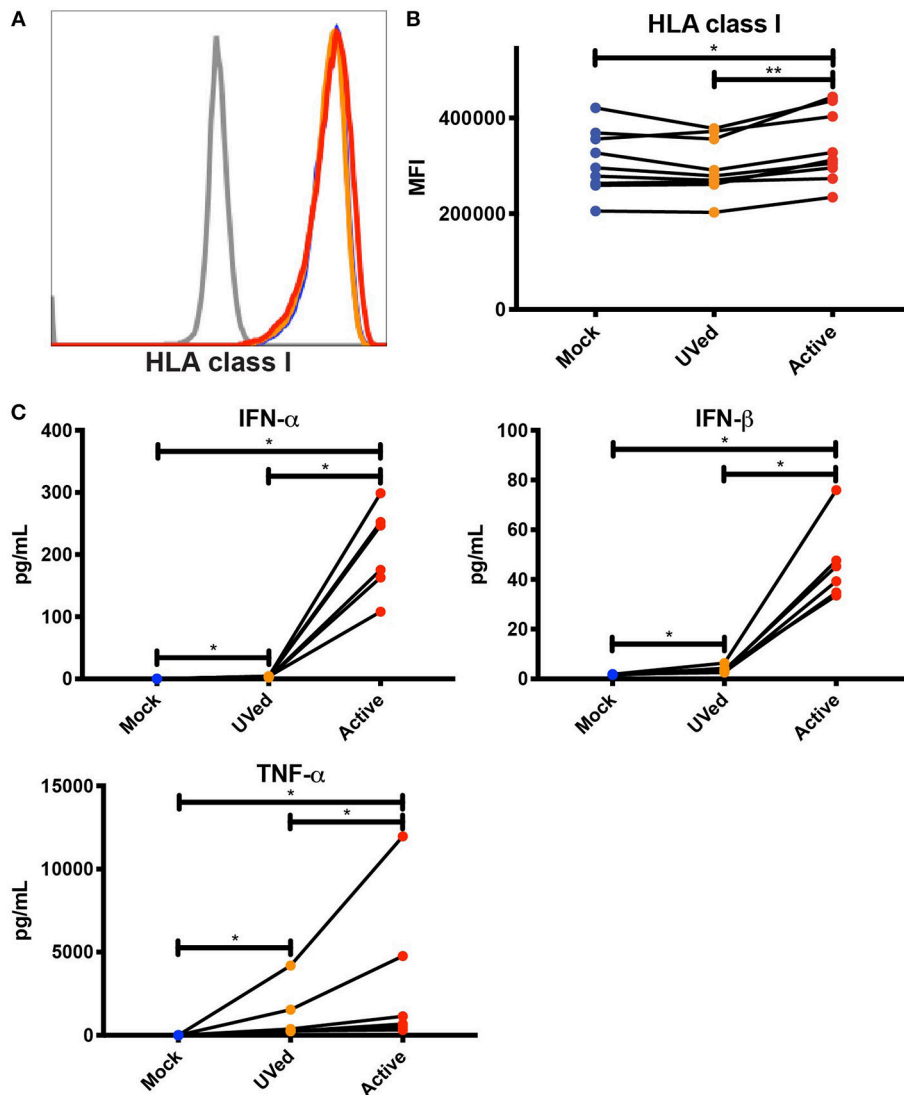 A
HLA class I
B
HLA class I
*
**
MFI
400000
200000
0
Mock
UVed
Active
C
IFN-α
400
300
200
100
0
pg/mL
*
*
*
Mock
UVed
Active
IFN-β
100
80
60
40
20
0
pg/mL
*
*
*
Mock
UVed
Active
TNF-α
15000
10000
5000
0
pg/mL
*
*
*
Mock
UVed
Active